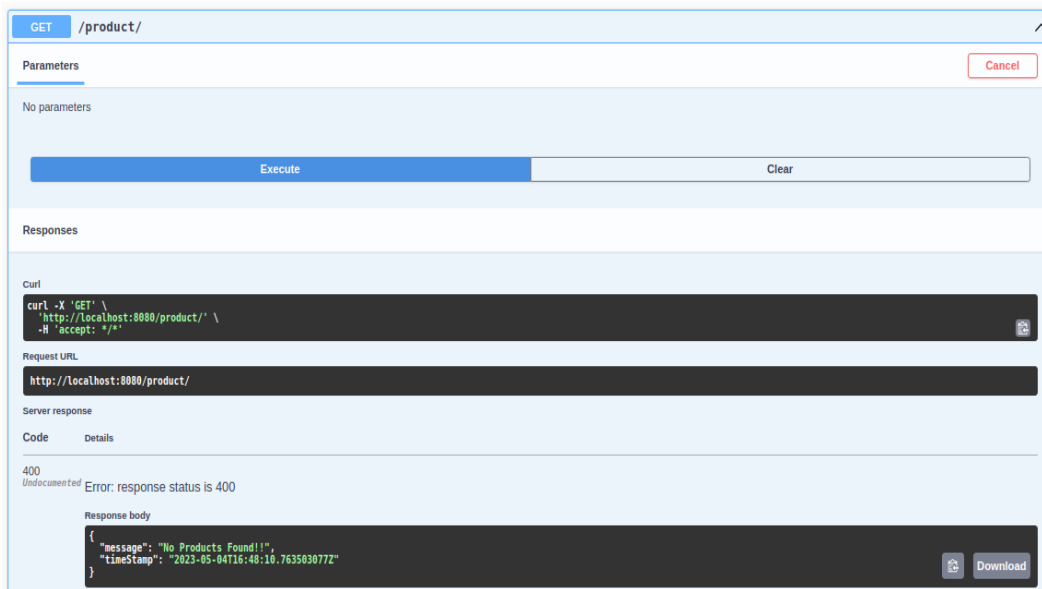 GET /product/
Parameters
Cancel
No parameters
Execute
Clear
Responses
Curl
curl -X 'GET' \
'http://localhost:8080/product/' \
-H 'accept: */*'
Request URL
http://localhost:8080/product/
Server response
Code Details
400
Undocumented
Error: response status is 400
Response body
{
"message": "No Products Found!!",
"timeStamp": "2023-05-04T16:48:10.763503077Z"
}
Download